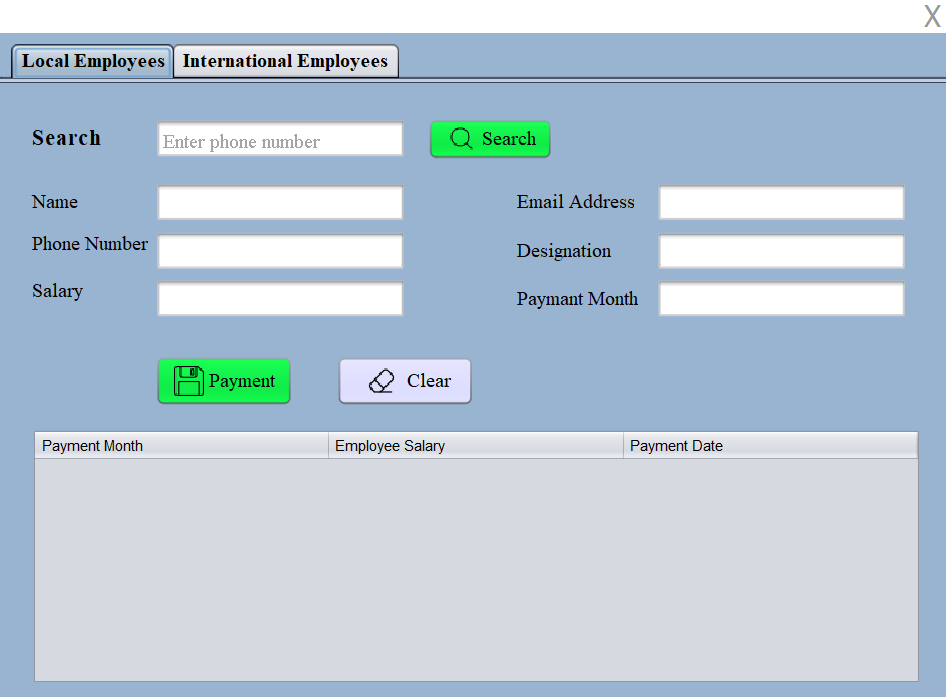 X
Local Employees International Employees
Search Enter phone number Search
Name Email Address
Phone Number Designation
Salary Paymant Month
Payment Clear
Payment Month Employee Salary Payment Date